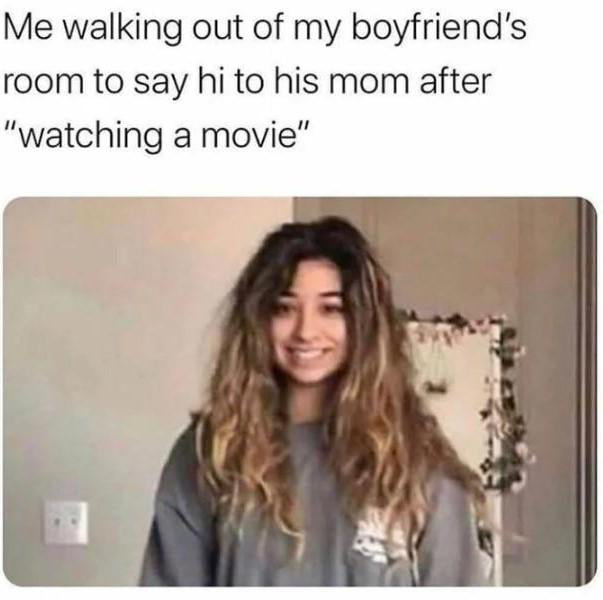 Me walking out of my boyfriend's
room to say hi to his mom after
"watching a movie"